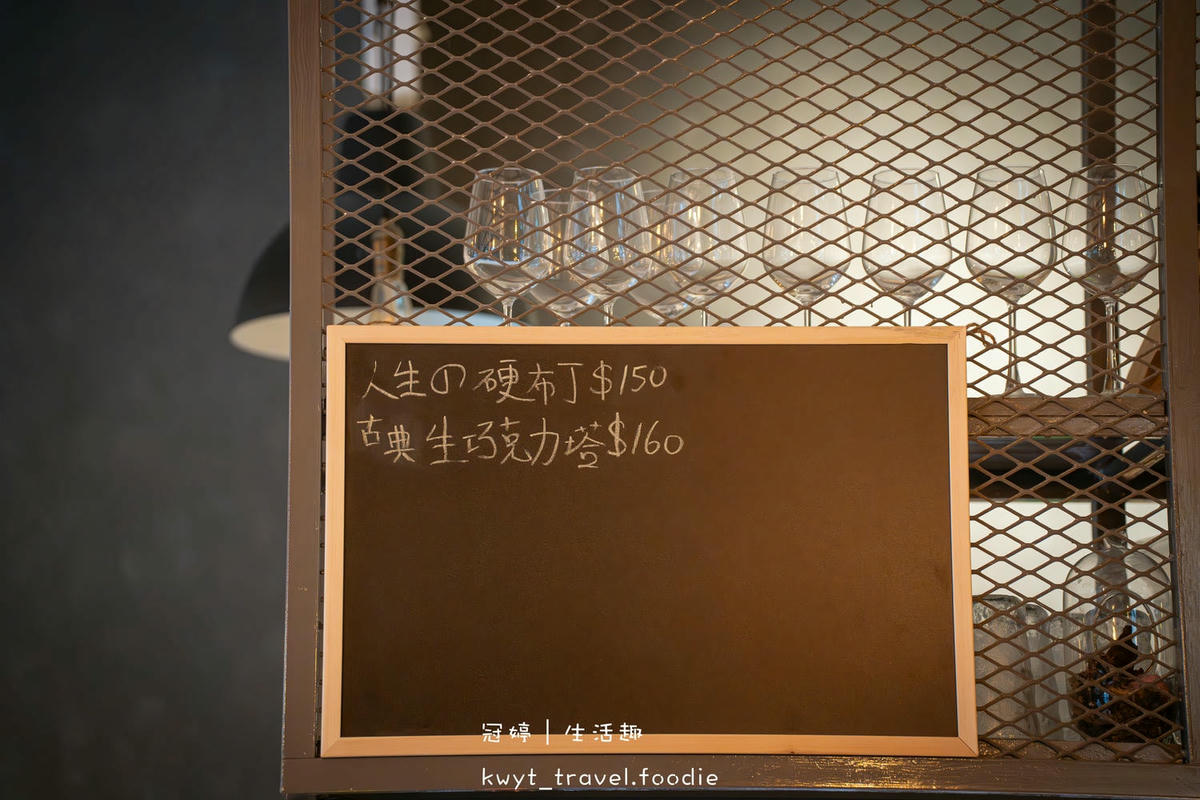 人生の硬布丁$150
古典生巧克力塔$160
冠婷|生活趣
kwyt_travel.foodie